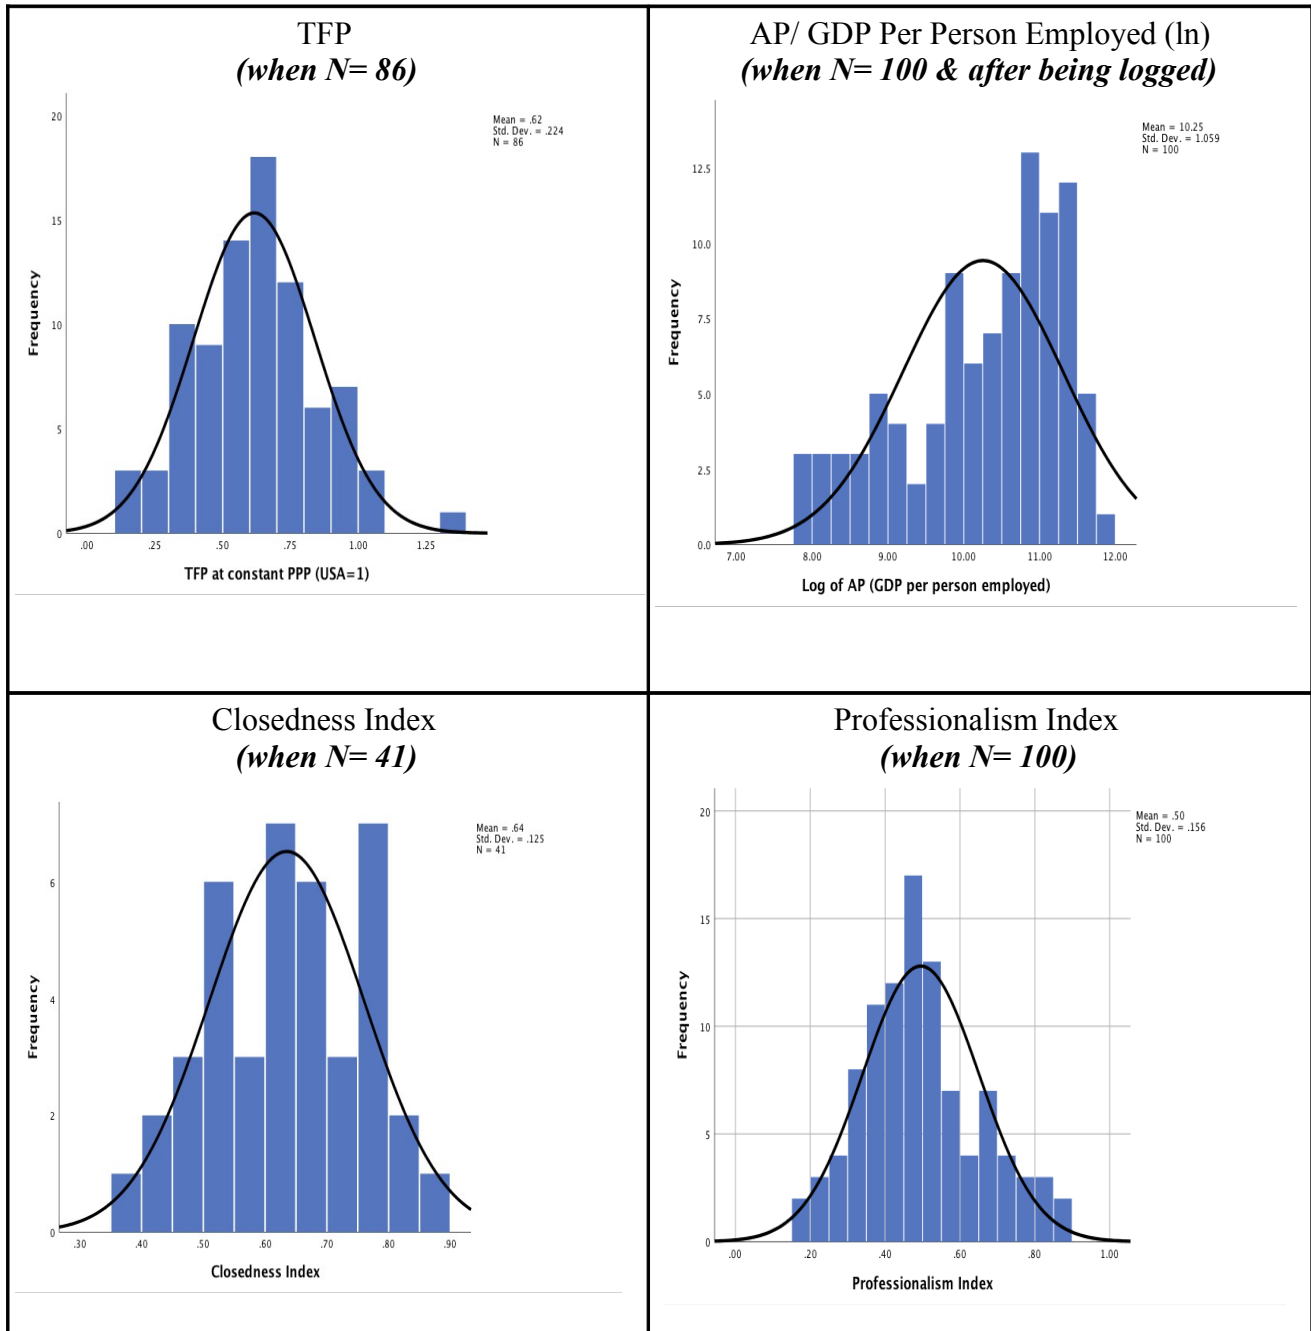 TFP
(when N= 86)
Mean = .62
Std. Dev. = .224
N = 86
20
15
10
5
0
Frequency
.00 .25 .50 .75 1.00 1.25
TFP at constant PPP (USA=1)
AP/ GDP Per Person Employed (ln)
(when N= 100 & after being logged)
Mean = 10.25
Std. Dev. = 1.059
N = 100
12.5
10.0
7.5
5.0
2.5
0.0
Frequency
7.00 8.00 9.00 10.00 11.00 12.00
Log of AP (GDP per person employed)
Closedness Index
(when N= 41)
Mean = .64
Std. Dev. = .125
N = 41
6
4
2
0
Frequency
.30 .40 .50 .60 .70 .80 .90
Closedness Index
Professionalism Index
(when N= 100)
Mean = .50
Std. Dev. = .156
N = 100
20
15
10
5
0
Frequency
.00 .20 .40 .60 .80 1.00
Professionalism Index